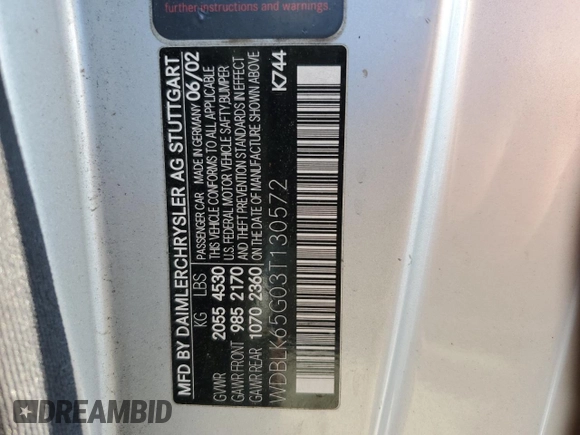 further instructions and warnings
MFD BY DAIMLERCHRYSLER AG STUTTGART
PASSENGER CAR MADE IN GERMANY 06/02
KG LBS
THIS VEHICLE CONFORMS TO ALL APPLICABLE
GVWR 2055 4530
U.S. FEDERAL MOTOR VEHICLE SAFTY,BUMPER
GAWR FRONT 985 2170
AND THEFT PREVENTION STANDARDS IN EFFECT
GAWR REAR 1070 2360
ON THE DATE OF MANUFACTURE SHOWN ABOVE
WDBLK65G03T130572
K744
DREAMBID